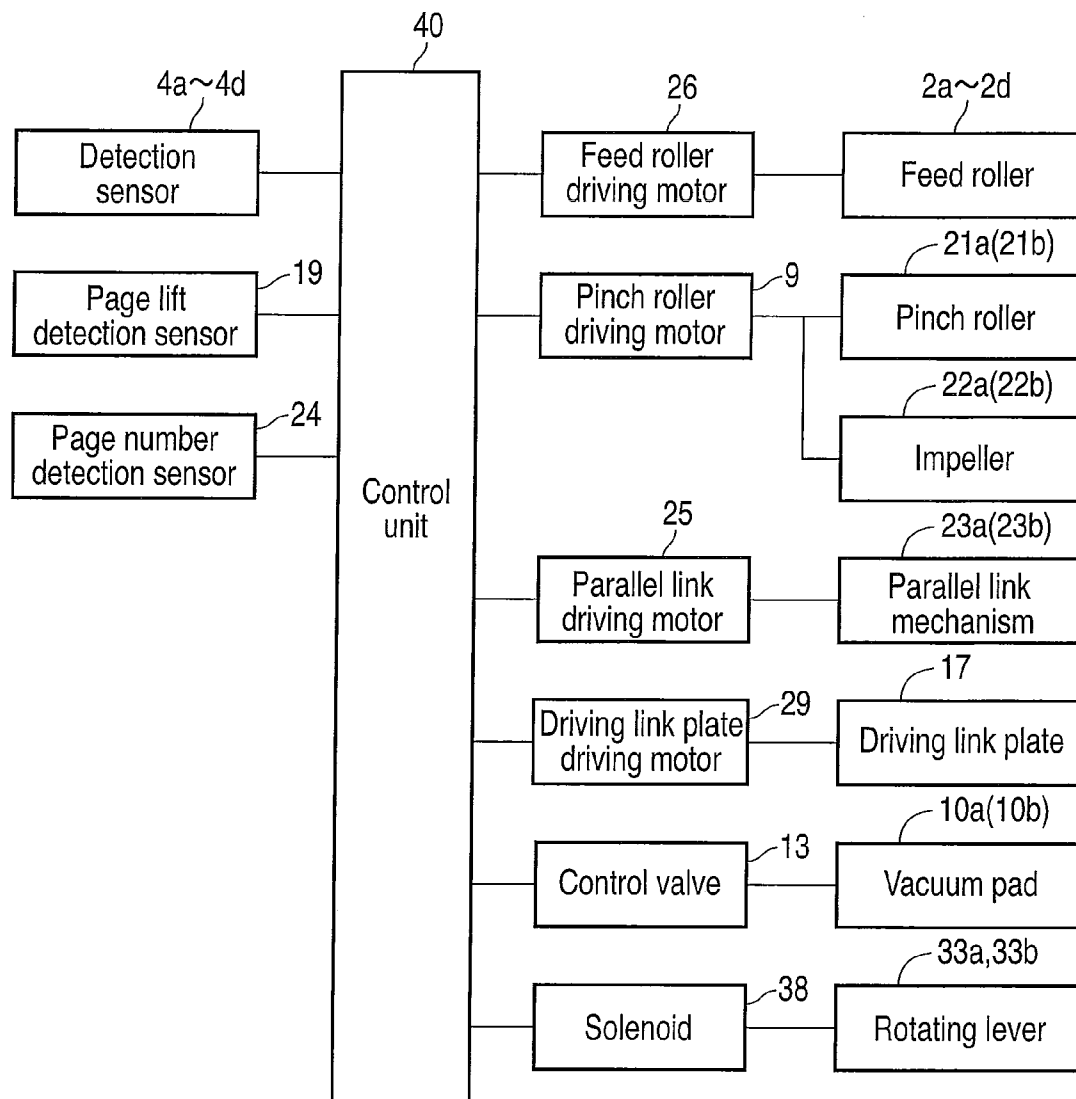 40
4a~4d
26
2a~2d
Detection
sensor
Feed roller
driving motor
Feed roller
19
9
21a(21b)
Page lift
detection sensor
Pinch roller
driving motor
Pinch roller
24
22a(22b)
Page number
detection sensor
Impeller
Control
unit
25
23a(23b)
Parallel link
driving motor
Parallel link
mechanism
29
17
Driving link plate
driving motor
Driving link plate
13
10a(10b)
Control valve
Vacuum pad
38
33a,33b
Solenoid
Rotating lever